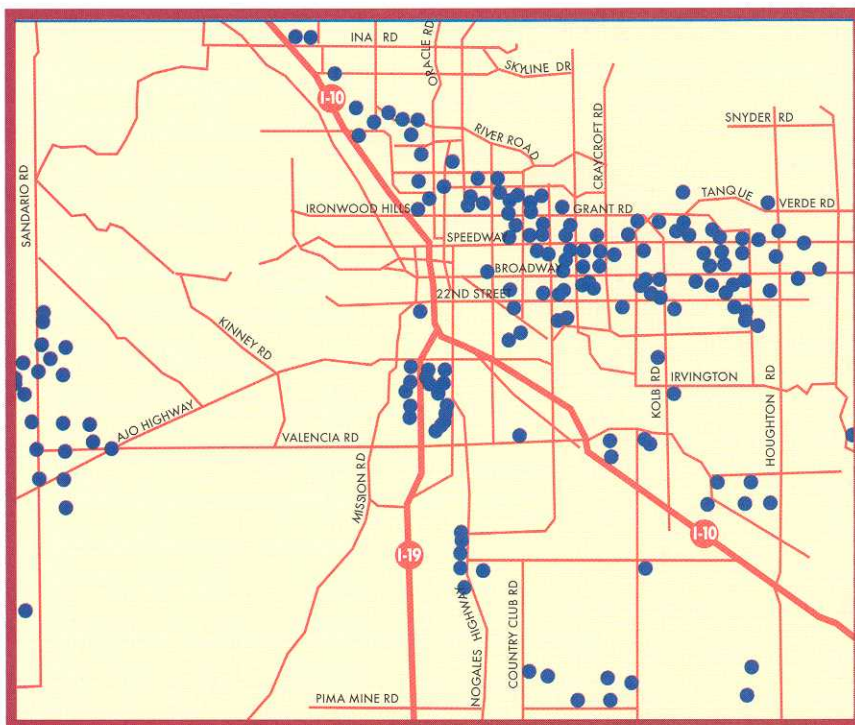 INA RD
ORACLE RD
SKYLINE DR
I-10
CRAYCROFT RD
SNYDER RD
RIVER ROAD
SANDARIO RD
TANQUE VERDE RD
IRONWOOD HILLS
GRANT RD
SPEEDWAY
BROADWAY
22ND STREET
KINNEY RD
KOLB RD
IRVINGTON
HOUGHTON RD
AJO HIGHWAY
VALENCIA RD
MISSION RD
I-10
I-19
NOGALES HIGHWAY
COUNTRY CLUB RD
PIMA MINE RD